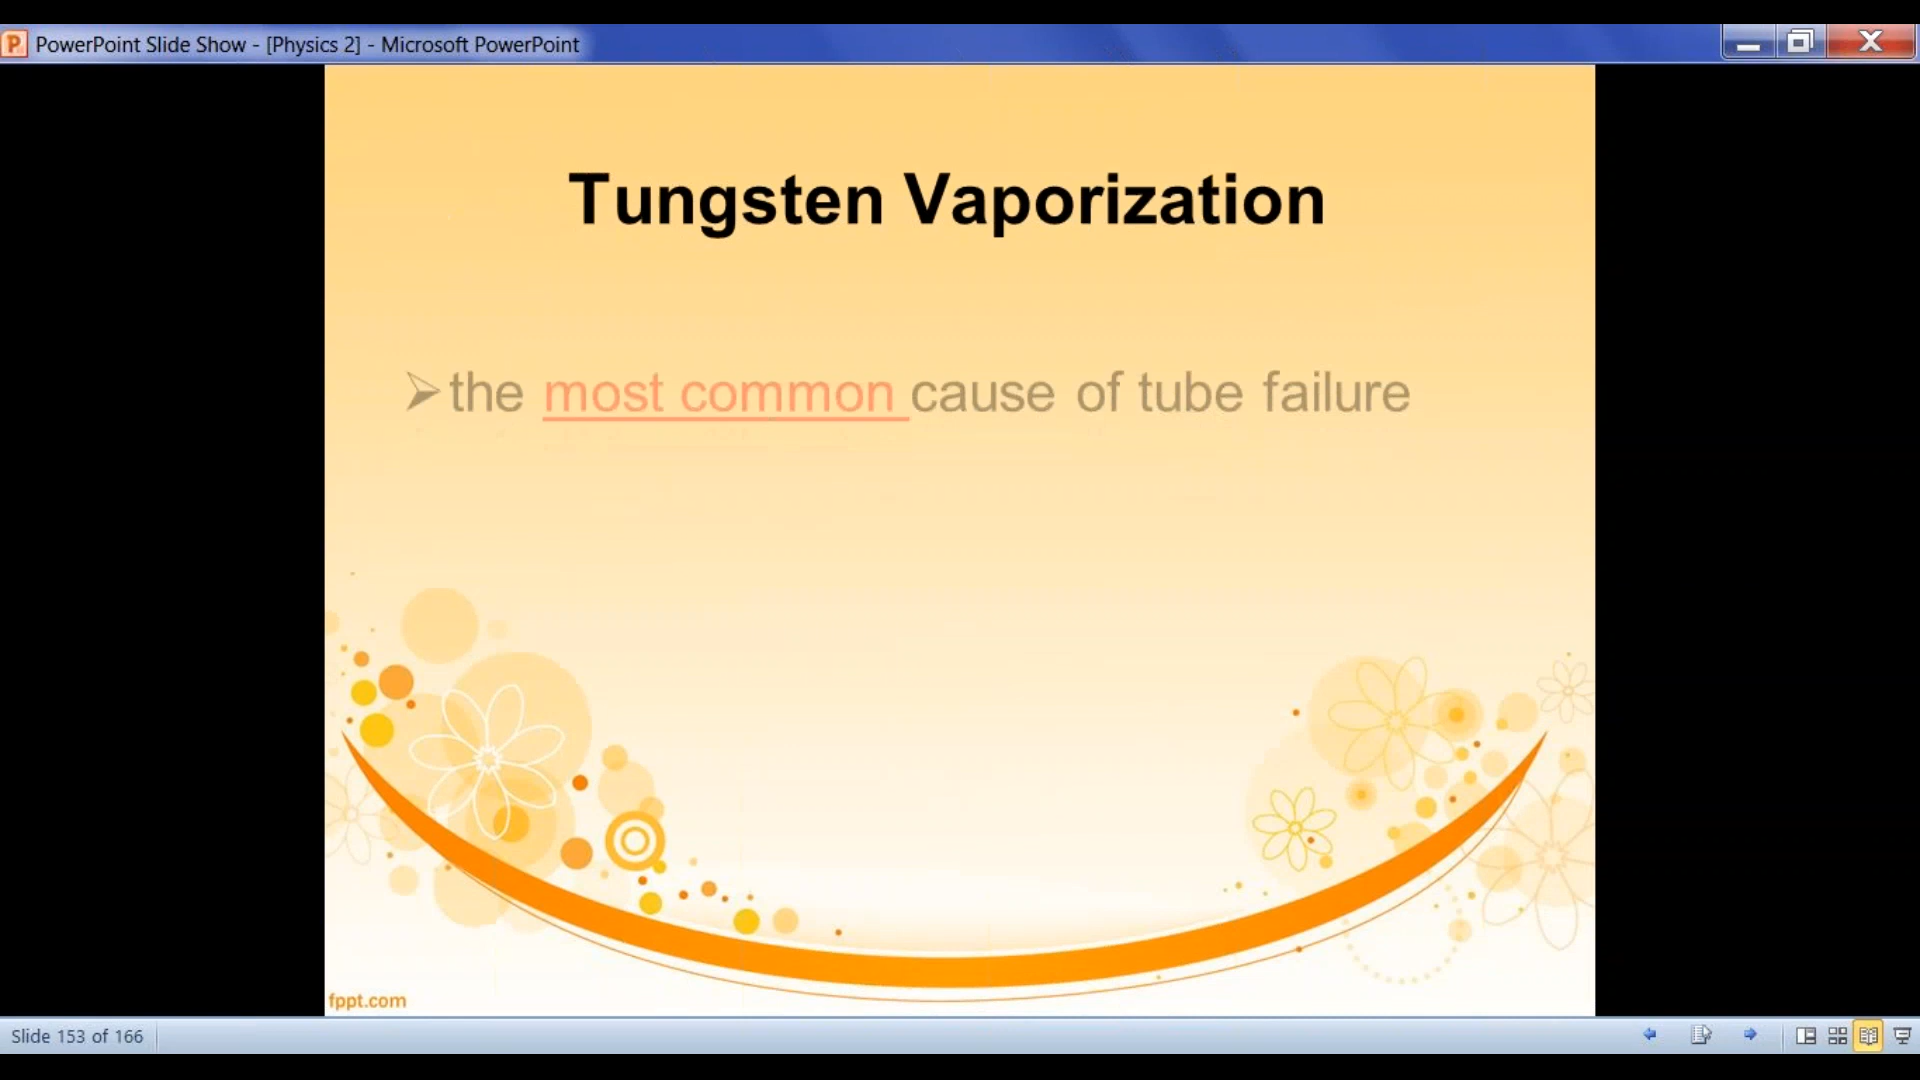 PowerPoint Slide Show - [Physics 2] - Microsoft PowerPoint
Tungsten Vaporization
the most common cause of tube failure
fppt.com
Slide 153 of 166